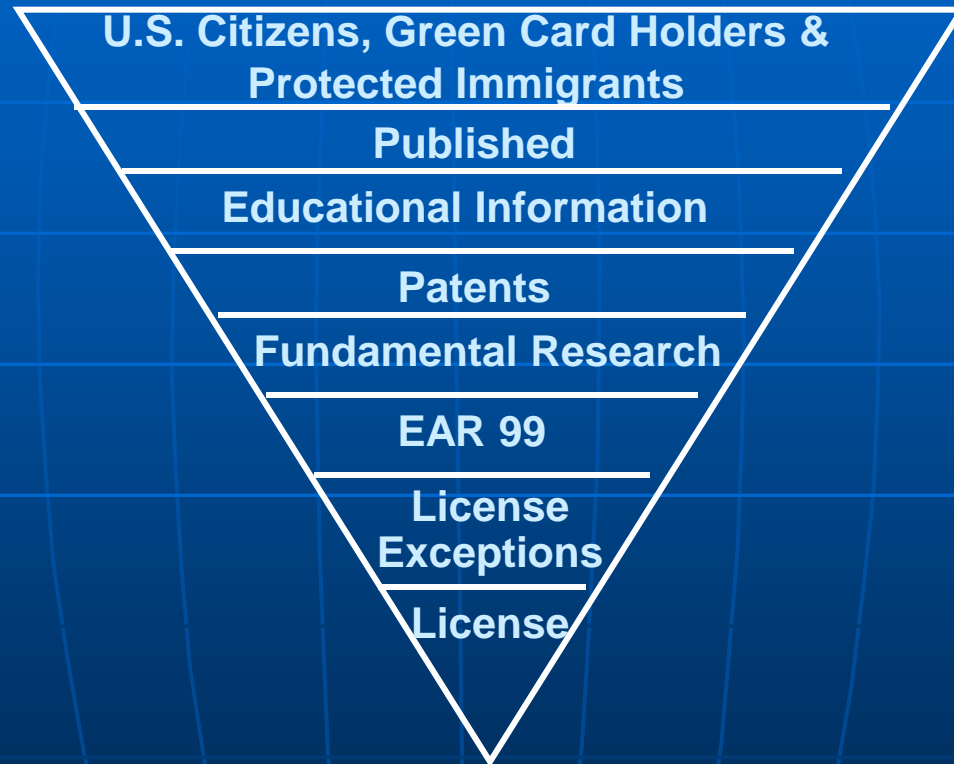 U.S. Citizens, Green Card Holders &
Protected Immigrants
Published
Educational Information
Patents
Fundamental Research
EAR 99
License
Exceptions
License